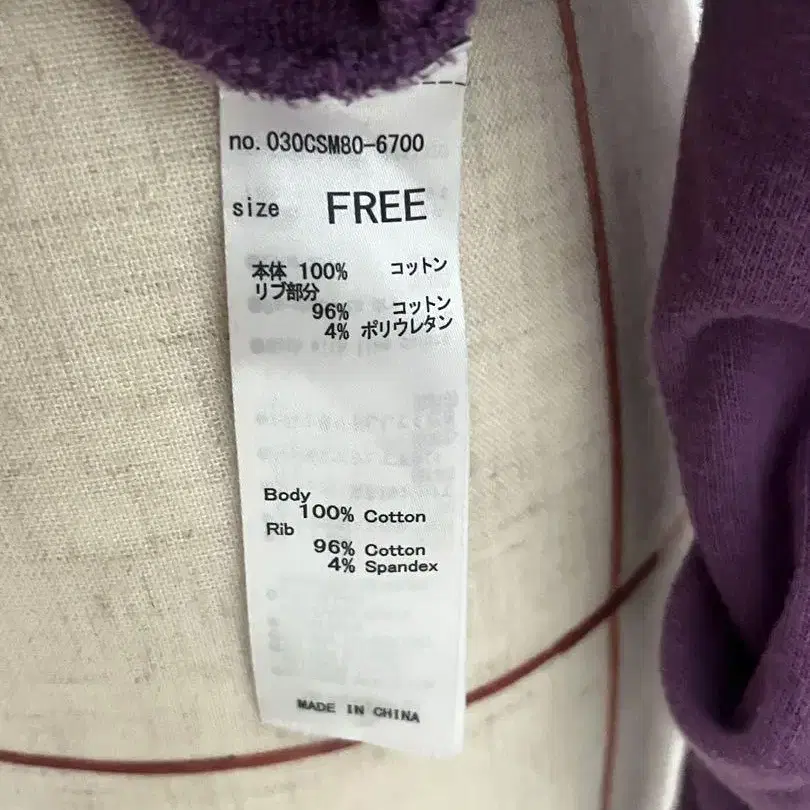 no. 030CSM80-6700
size FREE
本体 100% コットン
リブ部分
96% コットン
4% ポリウレタン
Body
100% Cotton
Rib
96% Cotton
4% Spandex
MADE IN CHINA